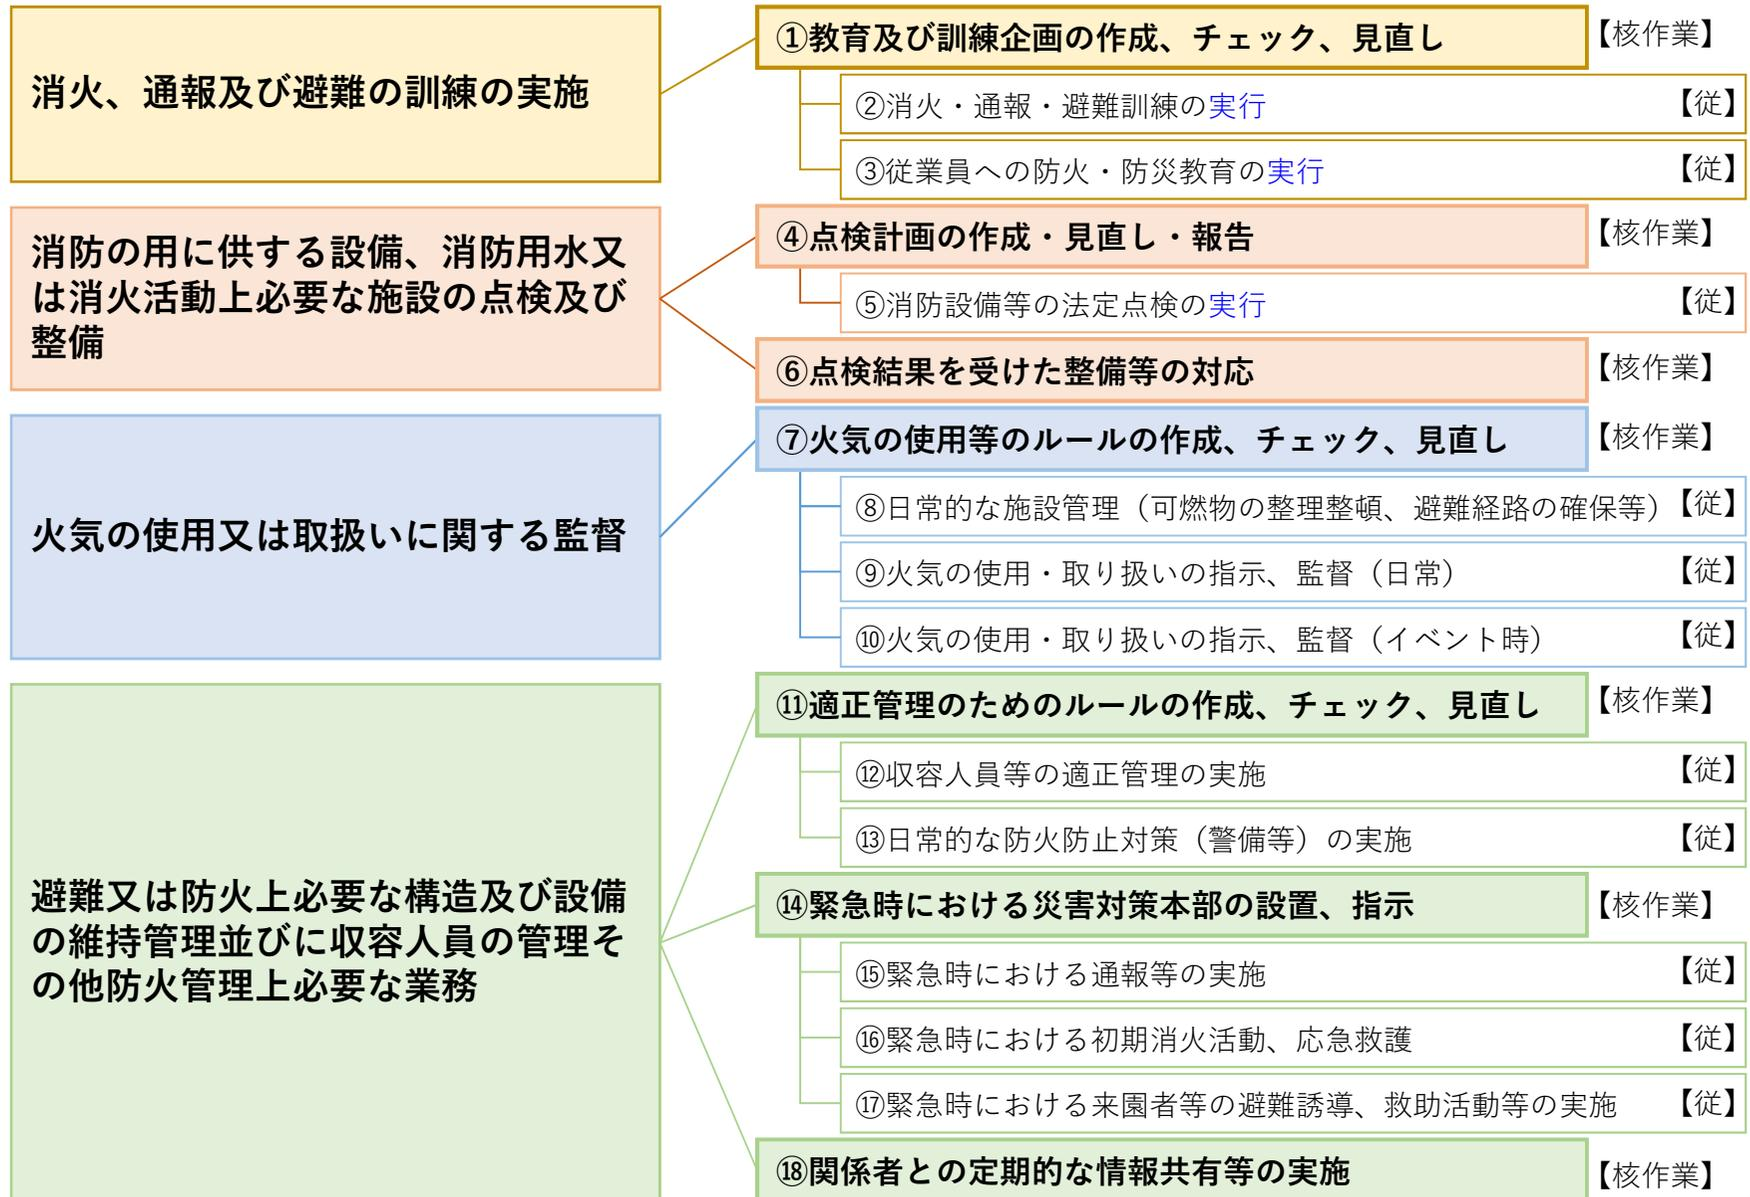 消火、通報及び避難の訓練の実施
①教育及び訓練企画の作成、チェック、見直し
【核作業】
②消火・通報・避難訓練の実行
【従】
③従業員への防火・防災教育の実行
【従】
消防の用に供する設備、消防用水又
は消火活動上必要な施設の点検及び
整備
④点検計画の作成・見直し・報告
【核作業】
⑤消防設備等の法定点検の実行
【従】
⑥点検結果を受けた整備等の対応
【核作業】
火気の使用又は取扱いに関する監督
⑦火気の使用等のルールの作成、チェック、見直し
【核作業】
⑧日常的な施設管理（可燃物の整理整頓、避難経路の確保等）
【従】
⑨火気の使用・取り扱いの指示、監督（日常）
【従】
⑩火気の使用・取り扱いの指示、監督（イベント時）
【従】
避難又は防火上必要な構造及び設備
の維持管理並びに収容人員の管理そ
の他防火管理上必要な業務
⑪適正管理のためのルールの作成、チェック、見直し
【核作業】
⑫収容人員等の適正管理の実施
【従】
⑬日常的な防火防止対策（警備等）の実施
【従】
⑭緊急時における災害対策本部の設置、指示
【核作業】
⑮緊急時における通報等の実施
【従】
⑯緊急時における初期消火活動、応急救護
【従】
⑰緊急時における来園者等の避難誘導、救助活動等の実施
【従】
⑱関係者との定期的な情報共有等の実施
【核作業】